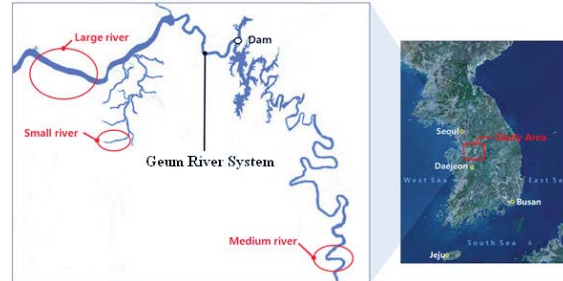 Large river
Dam
Small river
Geum River System
Medium river
Seoul
Study Area
Daejeon
West Sea
East Sea
Busan
South Sea
Jeju